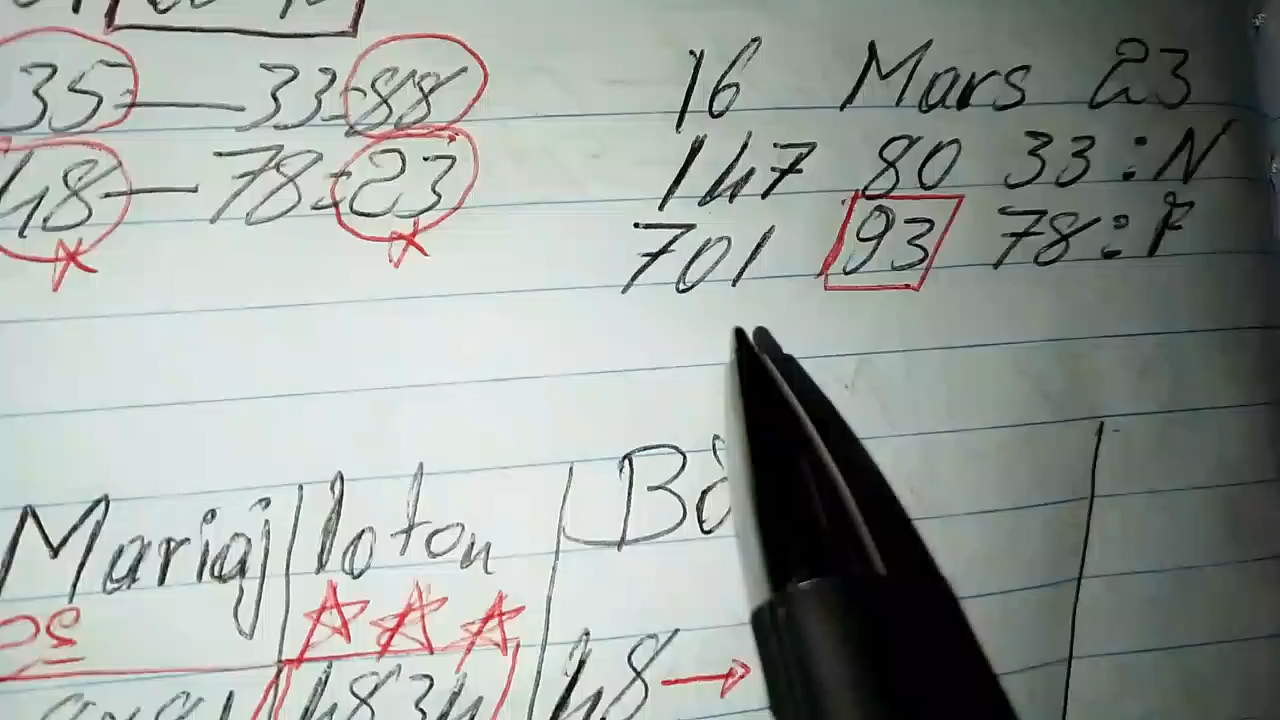 35 — 33=88
48 — 78=23
16 Mars 23
147 80 33 : N
701 93 78 : F
Mariaj loton
48 →